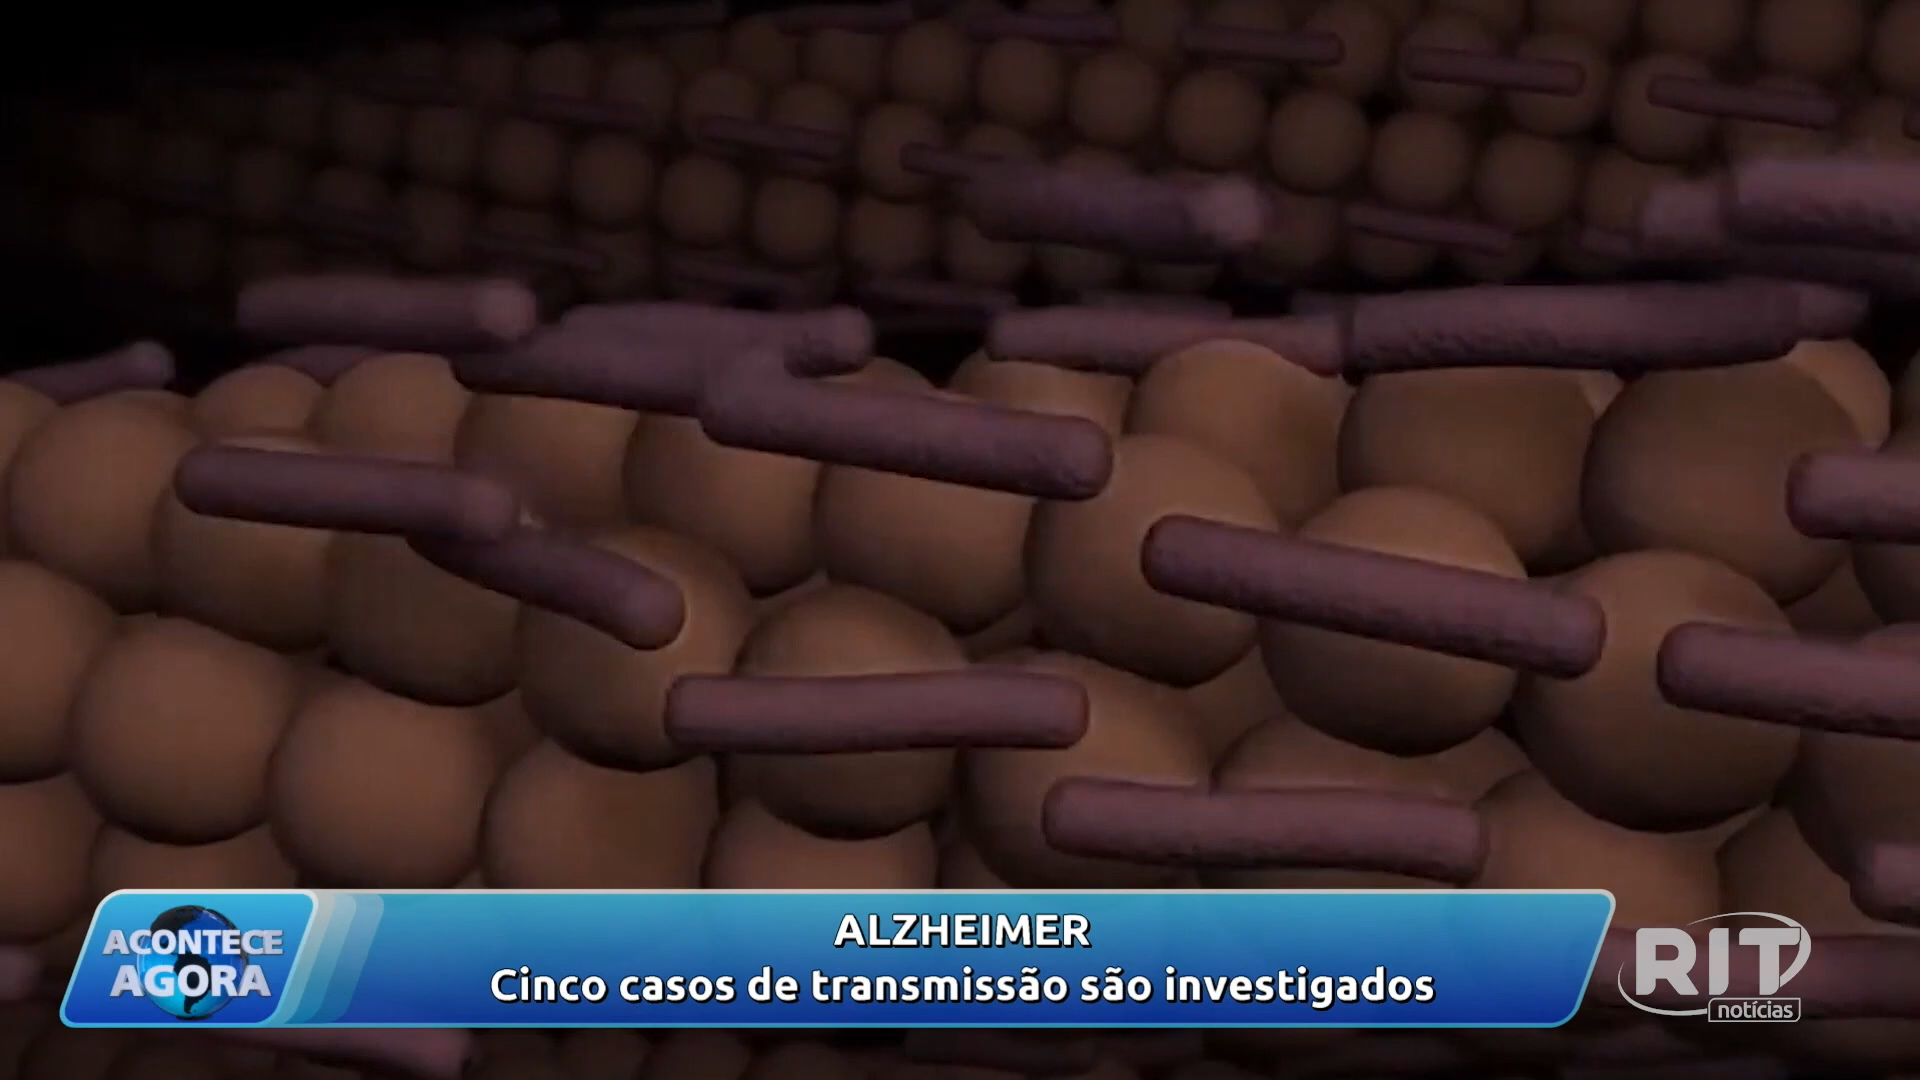 ALZHEIMER
Cinco casos de transmissão são investigados
ACONTECE
AGORA
RIT
notícias